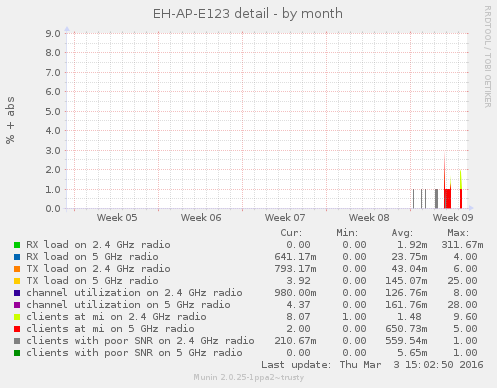 EH-AP-E123 detail - by month
RRDTOOL / TOBI OETIKER
% + abs
9.0
8.0
7.0
6.0
5.0
4.0
3.0
2.0
1.0
0.0
Week 05 Week 06 Week 07 Week 08 Week 09
Cur: Min: Avg: Max:
RX load on 2.4 GHz radio 0.00 0.00 1.92m 311.67m
RX load on 5 GHz radio 641.17m 0.00 23.75m 4.00
TX load on 2.4 GHz radio 793.17m 0.00 43.04m 6.00
TX load on 5 GHz radio 3.92 0.00 145.07m 25.00
channel utilization on 2.4 GHz radio 980.00m 0.00 126.76m 8.00
channel utilization on 5 GHz radio 4.37 0.00 161.76m 28.00
clients at mi on 2.4 GHz radio 8.07 1.00 1.48 9.60
clients at mi on 5 GHz radio 2.00 0.00 650.73m 5.00
clients with poor SNR on 2.4 GHz radio 210.67m 0.00 559.54m 1.00
clients with poor SNR on 5 GHz radio 0.00 0.00 5.65m 1.00
Last update: Thu Mar 3 15:02:50 2016
Munin 2.0.25-1ppa2~trusty